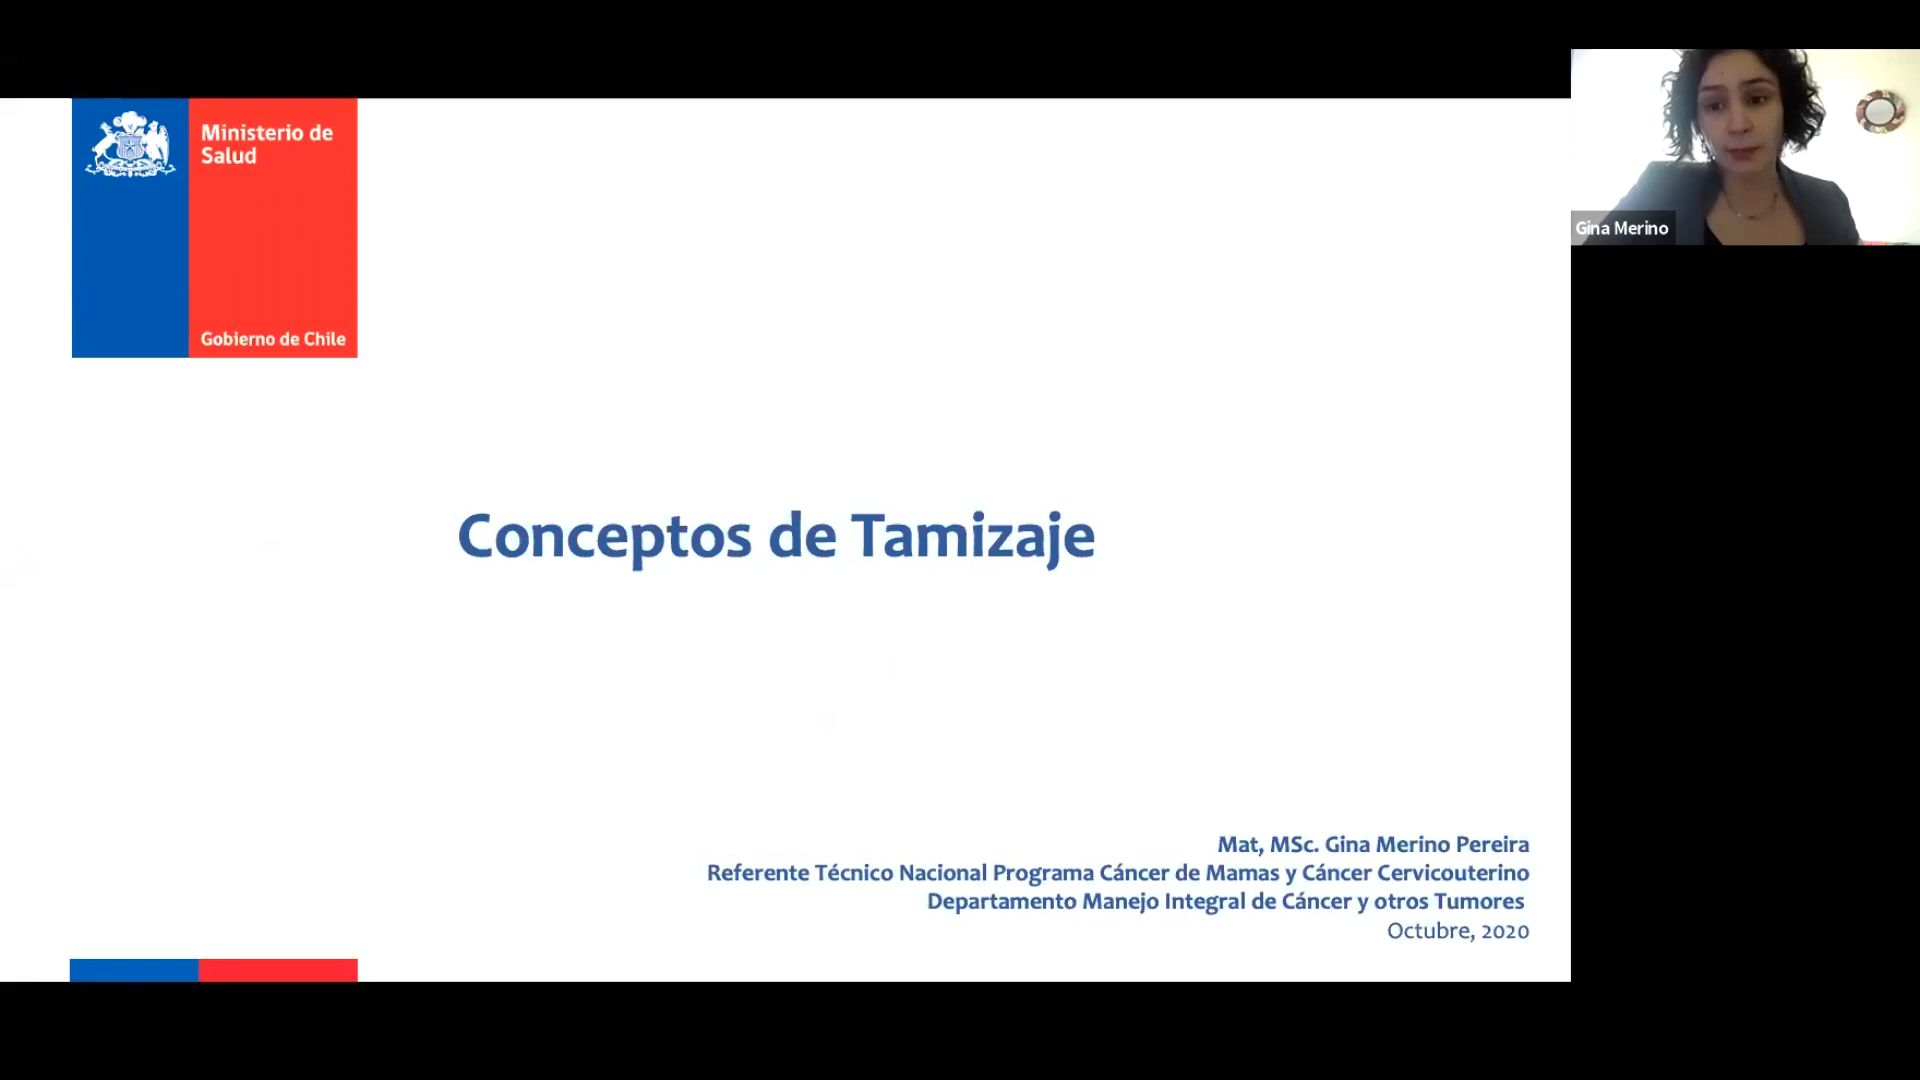 Ministerio de
Salud
Gobierno de Chile
Gina Merino
Conceptos de Tamizaje
Mat, MSc. Gina Merino Pereira
Referente Técnico Nacional Programa Cáncer de Mamas y Cáncer Cervicouterino
Departamento Manejo Integral de Cáncer y otros Tumores
Octubre, 2020